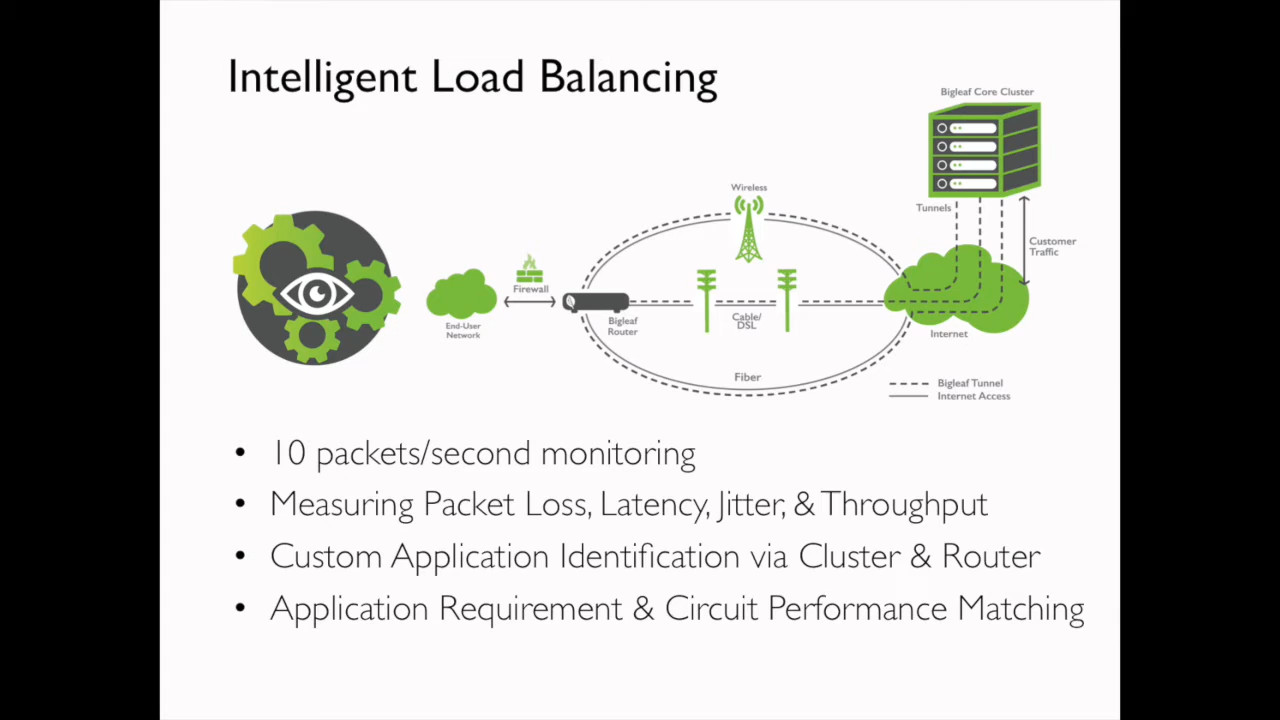 Intelligent Load Balancing
Bigleaf Core Cluster
Wireless
Tunnels
Customer
Traffic
Firewall
End-User
Network
Bigleaf
Router
Cable/
DSL
Internet
Fiber
Bigleaf Tunnel
Internet Access
• 10 packets/second monitoring
• Measuring Packet Loss, Latency, Jitter, & Throughput
• Custom Application Identification via Cluster & Router
• Application Requirement & Circuit Performance Matching